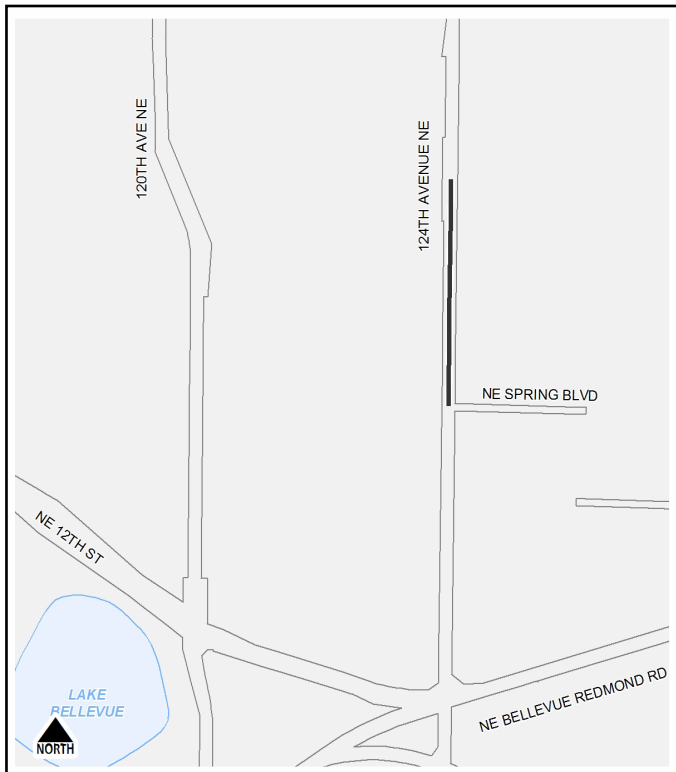 120TH AVE NE
124TH AVENUE NE
NE SPRING BLVD
NE 12TH ST
LAKE
BELLEVUE
NE BELLEVUE REDMOND RD
NORTH